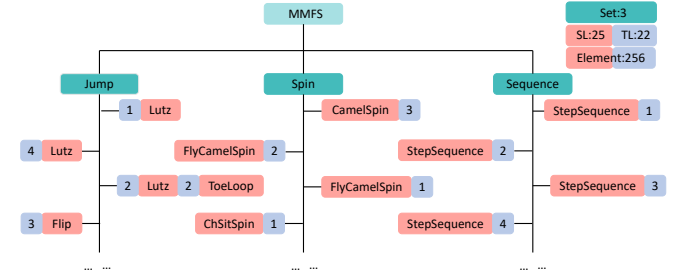 MMFS
Set:3
SL:25 TL:22
Element:256
Jump Spin Sequence
1 Lutz CamelSpin 3 StepSequence 1
4 Lutz FlyCamelSpin 2 StepSequence 2
2 Lutz 2 ToeLoop FlyCamelSpin 1 StepSequence 3
3 Flip ChSitSpin 1 StepSequence 4
... ... ... ... ... ...